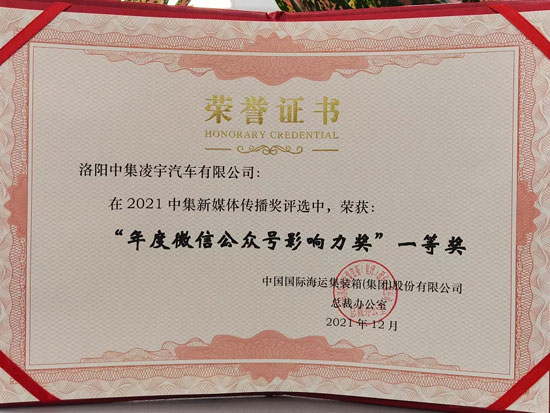 荣誉证书
HONORARY CREDENTIAL
洛阳中集凌宇汽车有限公司：
在2021中集新媒体传播奖评选中，荣获：
“年度微信公众号影响力奖”一等奖
中国国际海运集装箱(集团)股份有限公司
总裁办公室
2021年12月